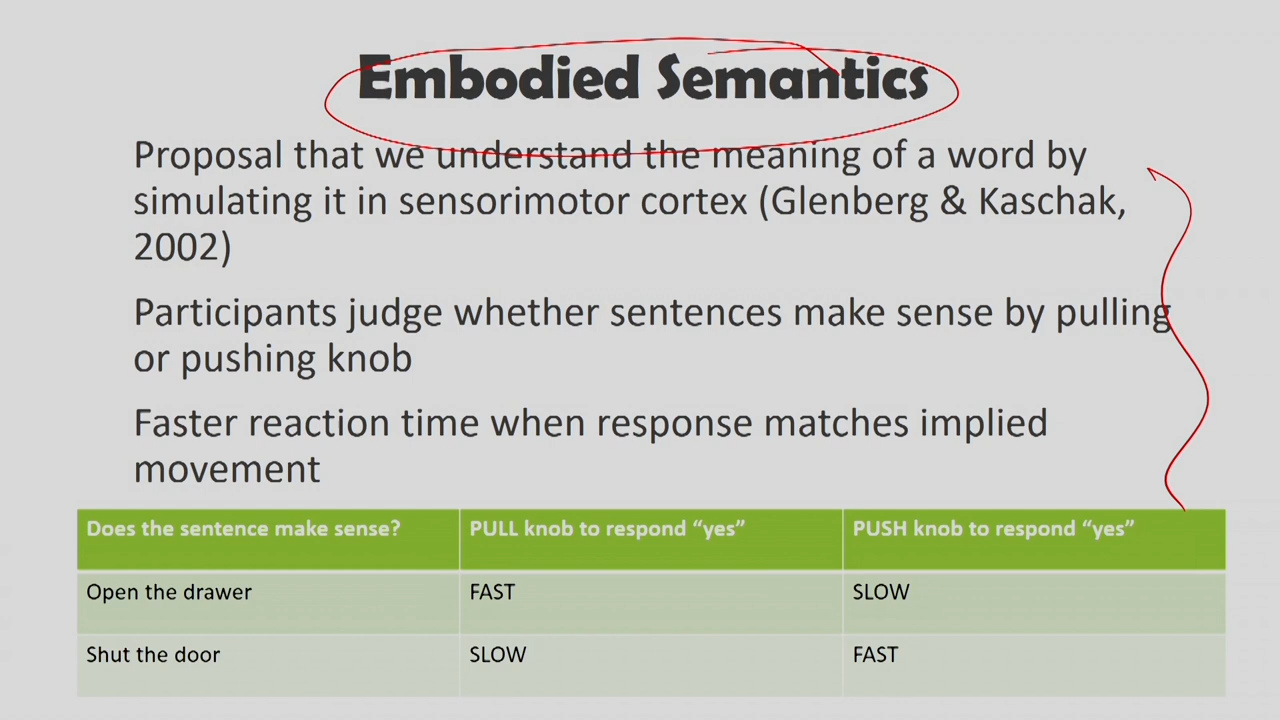 Embodied Semantics
Proposal that we understand the meaning of a word by
simulating it in sensorimotor cortex (Glenberg & Kaschak,
2002)
Participants judge whether sentences make sense by pulling
or pushing knob
Faster reaction time when response matches implied
movement
Does the sentence make sense? PULL knob to respond “yes” PUSH knob to respond “yes”
Open the drawer FAST SLOW
Shut the door SLOW FAST